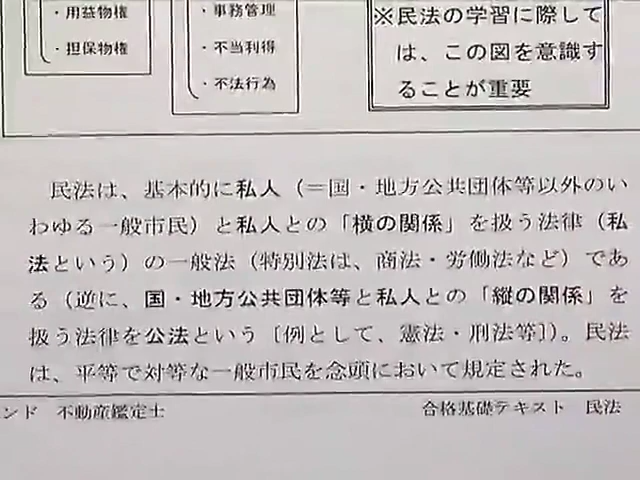 ・用益物権
・担保物権
・事務管理
・不当利得
・不法行為
※民法の学習に際して
は、この図を意識す
ることが重要
民法は、基本的に私人（＝国・地方公共団体等以外のい
わゆる一般市民）と私人との「横の関係」を扱う法律（私
法という）の一般法（特別法は、商法・労働法など）であ
る（逆に、国・地方公共団体等と私人との「縦の関係」を
扱う法律を公法という〔例として、憲法・刑法等〕）。民法
は、平等で対等な一般市民を念頭において規定された。
ンド　不動産鑑定士
合格基礎テキスト　民法